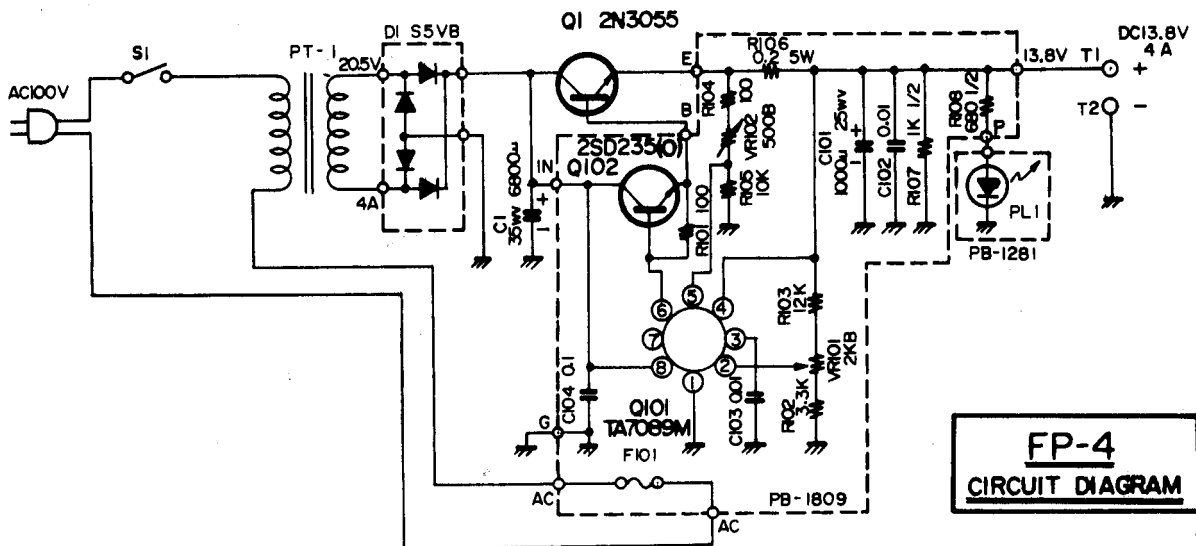 Q1 2N3055
D1 S5VB
S1
PT-1
20.5V
AC100V
4A
E
B
R106
0.2 5W
13.8V
T1
DC13.8V
4A
+
T2
-
R104
100
VR102
500B
R105
10K
C101
1000u 25wv
+
-
C102 0.01
R107 1K 1/2
R108
680 1/2
P
PL1
PB-1281
2SD235(O)
Q102
IN
C1
35wv 6800u
+
-
R101 100
6
5
4
7
3
8
2
1
R103
12K
VR101
2KB
R102
3.3K
C103 0.01
C104 0.1
Q101
TA7089M
G
F101
AC
AC
PB-1809
FP-4
CIRCUIT DIAGRAM